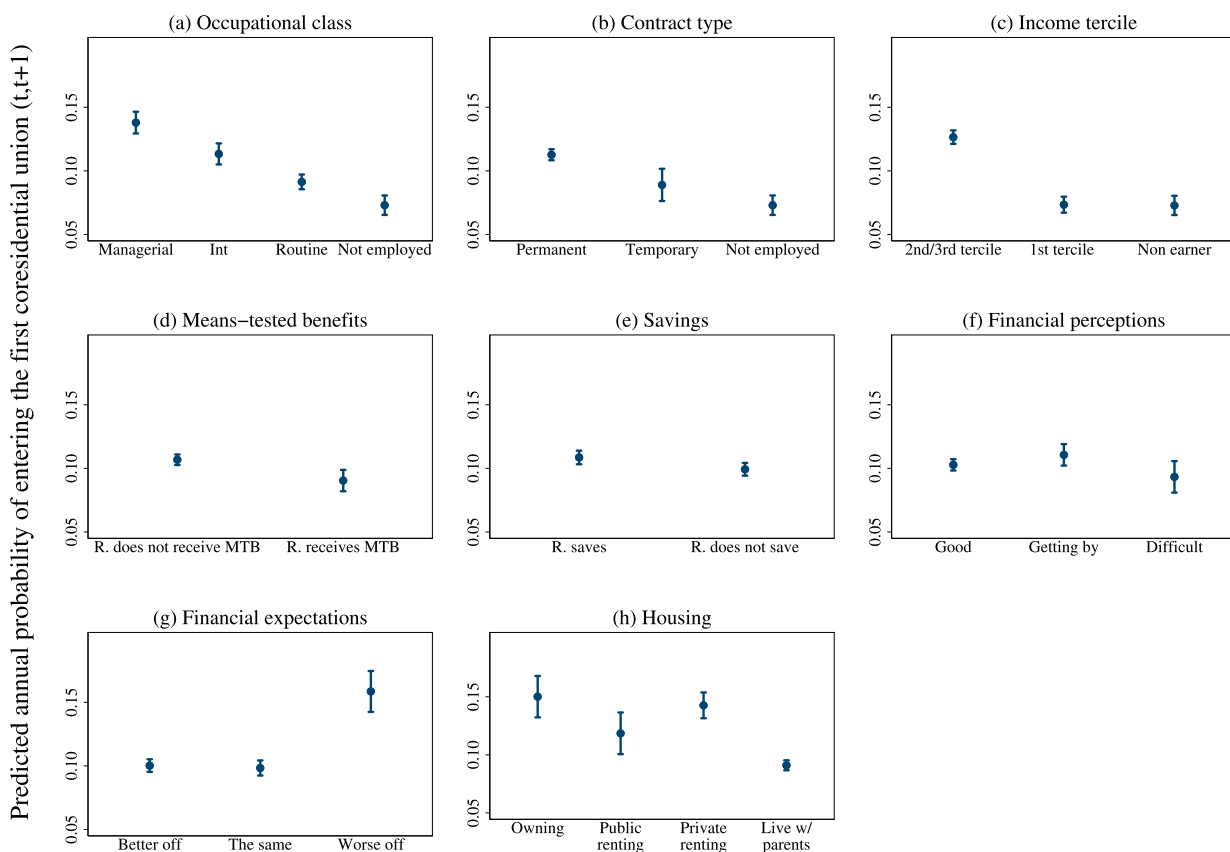 Predicted annual probability of entering the first coresidential union (t,t+1)
(a) Occupational class
0.15
0.10
0.05
Managerial Int Routine Not employed
(b) Contract type
0.15
0.10
0.05
Permanent Temporary Not employed
(c) Income tercile
0.15
0.10
0.05
2nd/3rd tercile 1st tercile Non earner
(d) Means−tested benefits
0.15
0.10
0.05
R. does not receive MTB R. receives MTB
(e) Savings
0.15
0.10
0.05
R. saves R. does not save
(f) Financial perceptions
0.15
0.10
0.05
Good Getting by Difficult
(g) Financial expectations
0.15
0.10
0.05
Better off The same Worse off
(h) Housing
0.15
0.10
0.05
Owning Public Private Live w/
renting renting parents